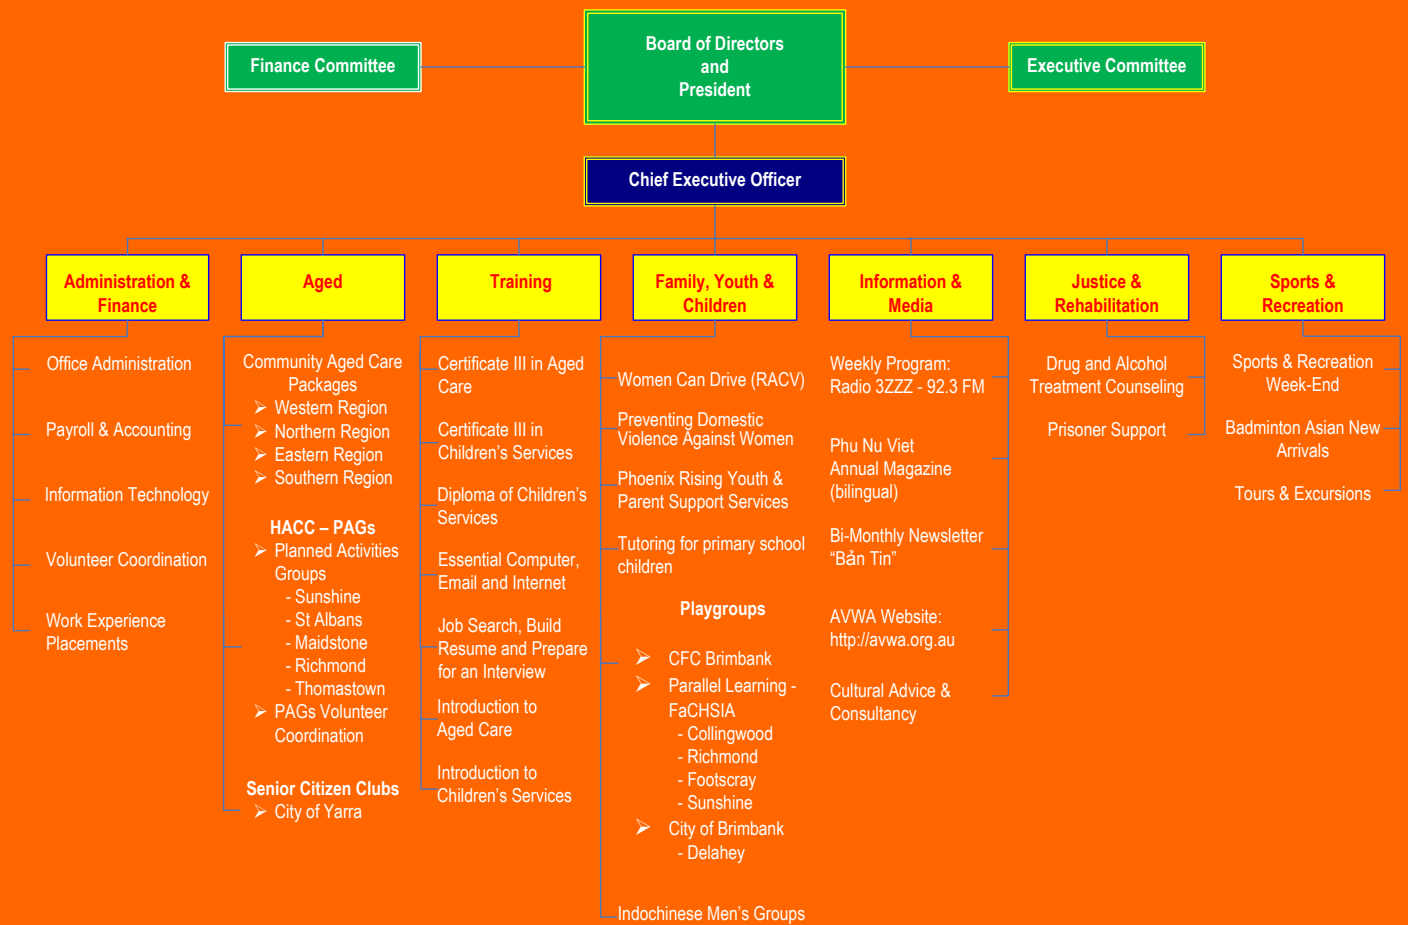 Finance Committee
Board of Directors
and
President
Executive Committee
Chief Executive Officer
Administration &
Finance
Aged
Training
Family, Youth &
Children
Information &
Media
Justice &
Rehabilitation
Sports &
Recreation
Office Administration
Payroll & Accounting
Information Technology
Volunteer Coordination
Work Experience
Placements
Community Aged Care
Packages
➢ Western Region
➢ Northern Region
➢ Eastern Region
➢ Southern Region
HACC – PAGs
➢ Planned Activities
Groups
- Sunshine
- St Albans
- Maidstone
- Richmond
- Thomastown
➢ PAGs Volunteer
Coordination
Senior Citizen Clubs
➢ City of Yarra
Certificate III in Aged
Care
Certificate III in
Children’s Services
Diploma of Children’s
Services
Essential Computer,
Email and Internet
Job Search, Build
Resume and Prepare
for an Interview
Introduction to
Aged Care
Introduction to
Children’s Services
Women Can Drive (RACV)
Preventing Domestic
Violence Against Women
Phoenix Rising Youth &
Parent Support Services
Tutoring for primary school
children
Playgroups
➢ CFC Brimbank
➢ Parallel Learning -
FaCHSIA
- Collingwood
- Richmond
- Footscray
- Sunshine
➢ City of Brimbank
- Delahey
Indochinese Men’s Groups
Weekly Program:
Radio 3ZZZ - 92.3 FM
Phu Nu Viet
Annual Magazine
(bilingual)
Bi-Monthly Newsletter
“Bản Tin”
AVWA Website:
http://avwa.org.au
Cultural Advice &
Consultancy
Drug and Alcohol
Treatment Counseling
Prisoner Support
Sports & Recreation
Week-End
Badminton Asian New
Arrivals
Tours & Excursions